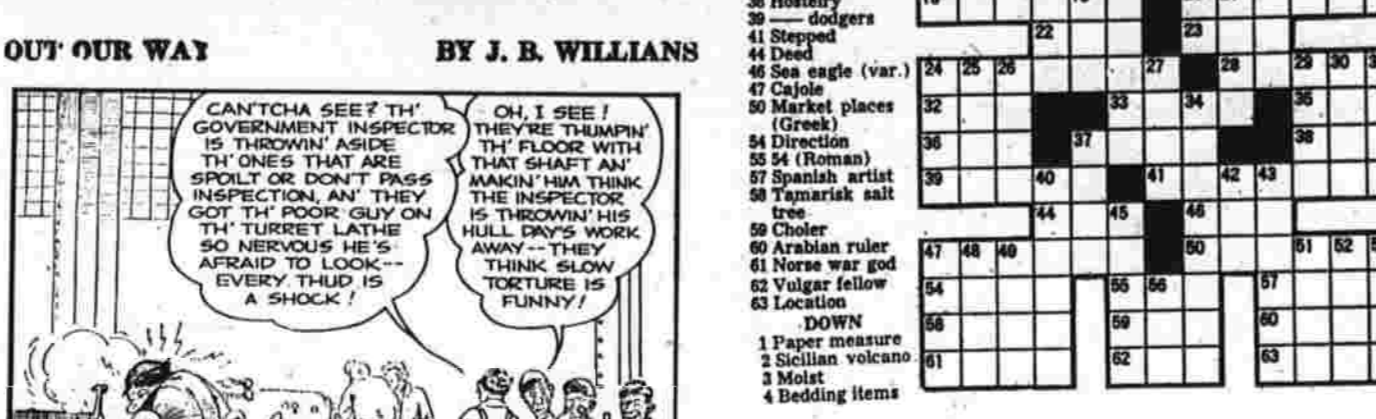 OUT OUR WAY
BY J. B. WILLIANS
CAN'TCHA SEE? TH'
GOVERNMENT INSPECTOR
IS THROWIN' ASIDE
TH' ONES THAT ARE
SPOILT OR DON'T PASS
INSPECTION, AN' THEY
GOT TH' POOR GUY ON
TH' TURRET LATHE
SO NERVOUS HE'S
AFRAID TO LOOK--
EVERY THUD IS
A SHOCK!
OH, I SEE!
THEY'RE THUMPIN'
TH' FLOOR WITH
THAT SHAFT AN'
MAKIN' HIM THINK
THE INSPECTOR
IS THROWIN' HIS
HULL DAY'S WORK
AWAY--THEY
THINK SLOW
TORTURE IS
FUNNY!
38 Hostelry
39 —— dodgers
41 Stepped
44 Deed
46 Sea eagle (var.)
47 Cajole
50 Market places
(Greek)
54 Direction
55 54 (Roman)
57 Spanish artist
58 Tamarisk salt
tree
59 Choler
60 Arabian ruler
61 Norse war god
62 Vulgar fellow
63 Location
DOWN
1 Paper measure
2 Sicilian volcano
3 Moist
4 Bedding items
22 23
24 25 26 27 28 29 30
32 33 34 35
36 37 38
39 40 41 42 43
44 45 46
47 48 49 50 51 52
54 55 56 57
58 59 60
61 62 63